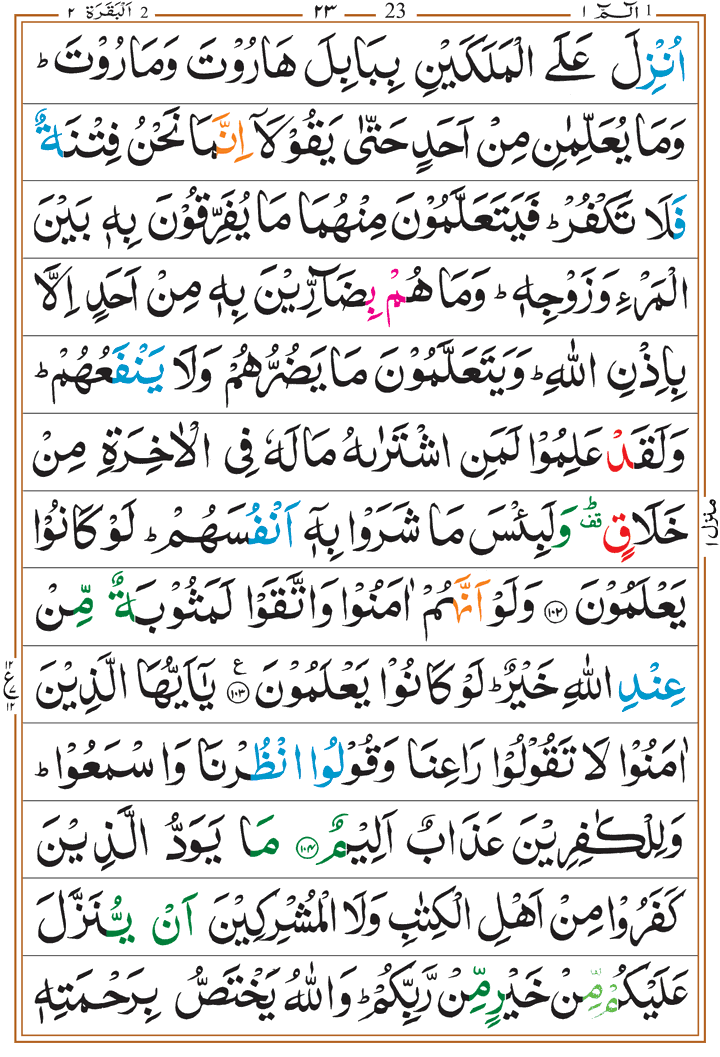 الٓمّٓ ١ 1 23 ٢٣ 2 اَلْبَقَرَة ٢
اُنْزِلَ عَلَى الْمَلَكَيْنِ بِبَابِلَ هَارُوْتَ وَمَارُوْتَ ؕ
وَمَا يُعَلِّمٰنِ مِنْ اَحَدٍ حَتّٰى يَقُوْلَاۤ اِنَّمَا نَحْنُ فِتْنَةٌ
فَلَا تَكْفُرْ ؕ فَيَتَعَلَّمُوْنَ مِنْهُمَا مَا يُفَرِّقُوْنَ بِهٖ بَيْنَ
الْمَرْءِ وَزَوْجِهٖ ؕ وَمَا هُمْ بِضَآرِّيْنَ بِهٖ مِنْ اَحَدٍ اِلَّا
بِاِذْنِ اللّٰهِ ؕ وَيَتَعَلَّمُوْنَ مَا يَضُرُّهُمْ وَلَا يَنْفَعُهُمْ ؕ
وَلَقَدْ عَلِمُوْا لَمَنِ اشْتَرٰىهُ مَا لَهٗ فِى الْاٰخِرَةِ مِنْ
خَلَاقٍ ؕ قف وَلَبِئْسَ مَا شَرَوْا بِهٖۤ اَنْفُسَهُمْ ؕ لَوْ كَانُوْا
يَعْلَمُوْنَ ۝١٠٢ وَلَوْ اَنَّهُمْ اٰمَنُوْا وَاتَّقَوْا لَمَثُوْبَةٌ مِّنْ
عِنْدِ اللّٰهِ خَيْرٌ ؕ لَوْ كَانُوْا يَعْلَمُوْنَ ۝١٠٣ ع يٰۤاَيُّهَا الَّذِيْنَ
اٰمَنُوْا لَا تَقُوْلُوْا رَاعِنَا وَقُوْلُوا انْظُرْنَا وَاسْمَعُوْا ؕ
وَلِلْكٰفِرِيْنَ عَذَابٌ اَلِيْمٌ ۝١٠٤ مَا يَوَدُّ الَّذِيْنَ
كَفَرُوْا مِنْ اَهْلِ الْكِتٰبِ وَلَا الْمُشْرِكِيْنَ اَنْ يُّنَزَّلَ
عَلَيْكُمْ مِّنْ خَيْرٍ مِّنْ رَّبِّكُمْ ؕ وَاللّٰهُ يَخْتَصُّ بِرَحْمَتِهٖ
منزل ١
١٢
ع ٧
١٢